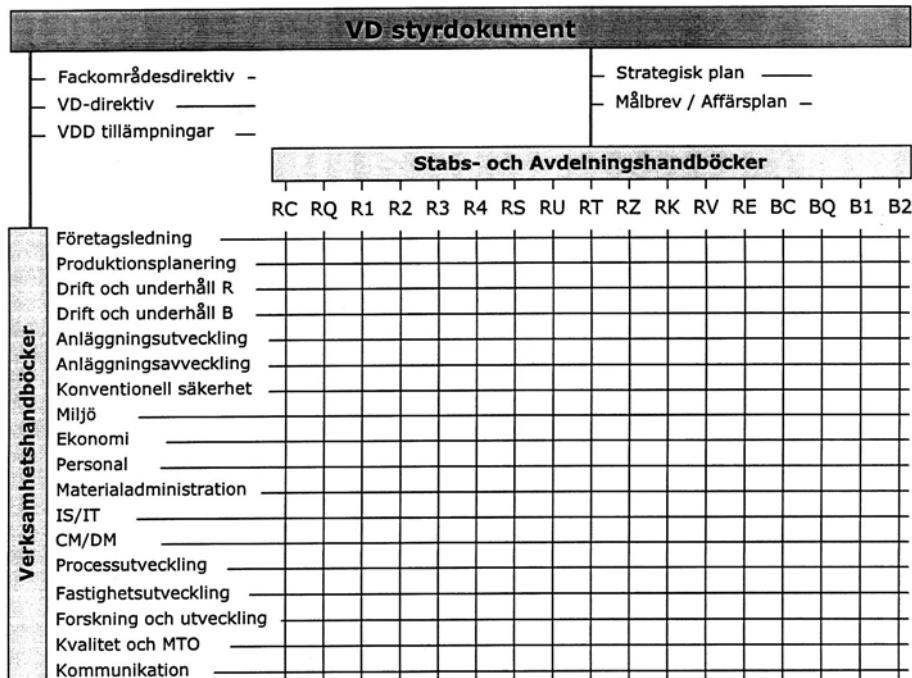 VD styrdokument
Fackområdesdirektiv
VD-direktiv
VDD tillämpningar
Strategisk plan
Målbrev / Affärsplan
Stabs- och Avdelningshandböcker
RC RQ R1 R2 R3 R4 RS RU RT RZ RK RV RE BC BQ B1 B2
Verksamhetshandböcker
Företagsledning
Produktionsplanering
Drift och underhåll R
Drift och underhåll B
Anläggningsutveckling
Anläggningsavveckling
Konventionell säkerhet
Miljö
Ekonomi
Personal
Materialadministration
IS/IT
CM/DM
Processutveckling
Fastighetsutveckling
Forskning och utveckling
Kvalitet och MTO
Kommunikation